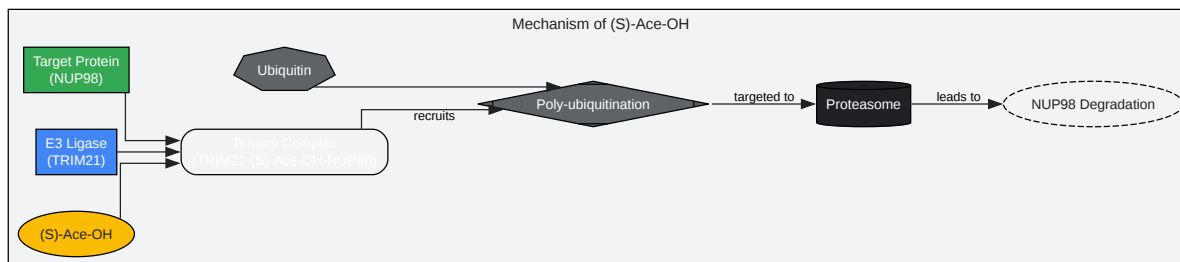 Mechanism of (S)-Ace-OH
Target Protein
(NUP98)
Ubiquitin
Poly-ubiquitination
targeted to
Proteasome
leads to
NUP98 Degradation
recruits
E3 Ligase
(TRIM21)
Ternary Complex
(TRIM21-(S)-Ace-OH-NUP98)
(S)-Ace-OH